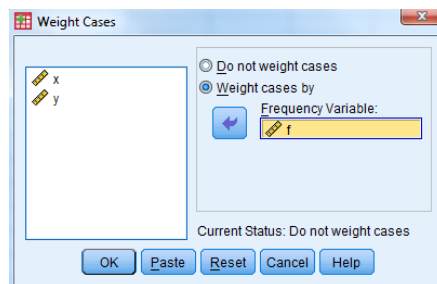 Weight Cases
x
y
Do not weight cases
Weight cases by
Frequency Variable:
f
Current Status: Do not weight cases
OK
Paste
Reset
Cancel
Help